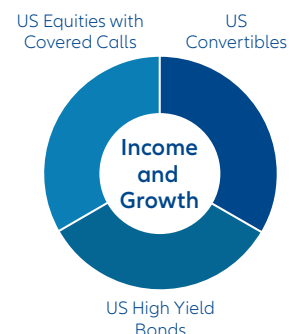 US Equities with
Covered Calls
US
Convertibles
Income
and
Growth
US High Yield
Bonds